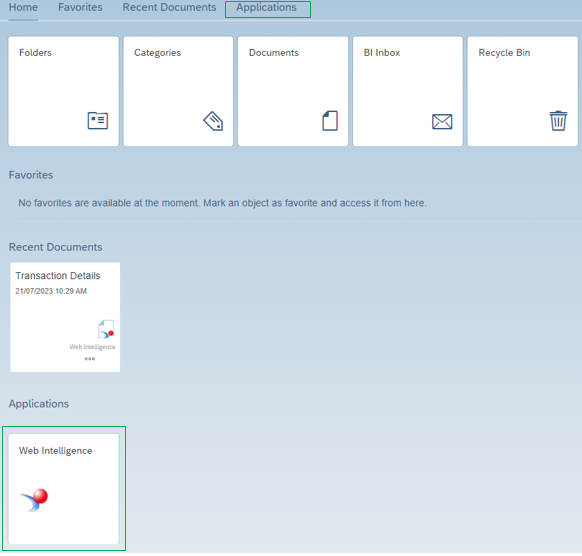 Home Favorites Recent Documents Applications
Folders Categories Documents BI Inbox Recycle Bin
Favorites
No favorites are available at the moment. Mark an object as favorite and access it from here.
Recent Documents
Transaction Details
21/07/2023 10:29 AM
Web Intelligence
Applications
Web Intelligence